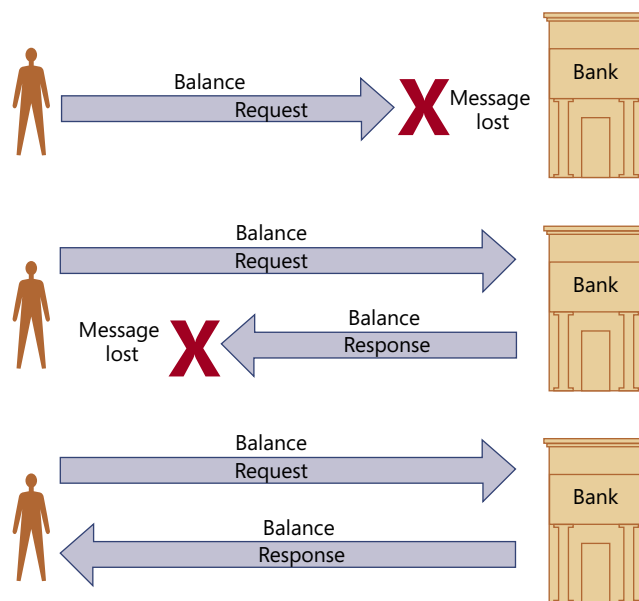 Balance
Request
Message
lost
Bank
Balance
Request
Bank
Message
lost
Balance
Response
Balance
Request
Bank
Balance
Response